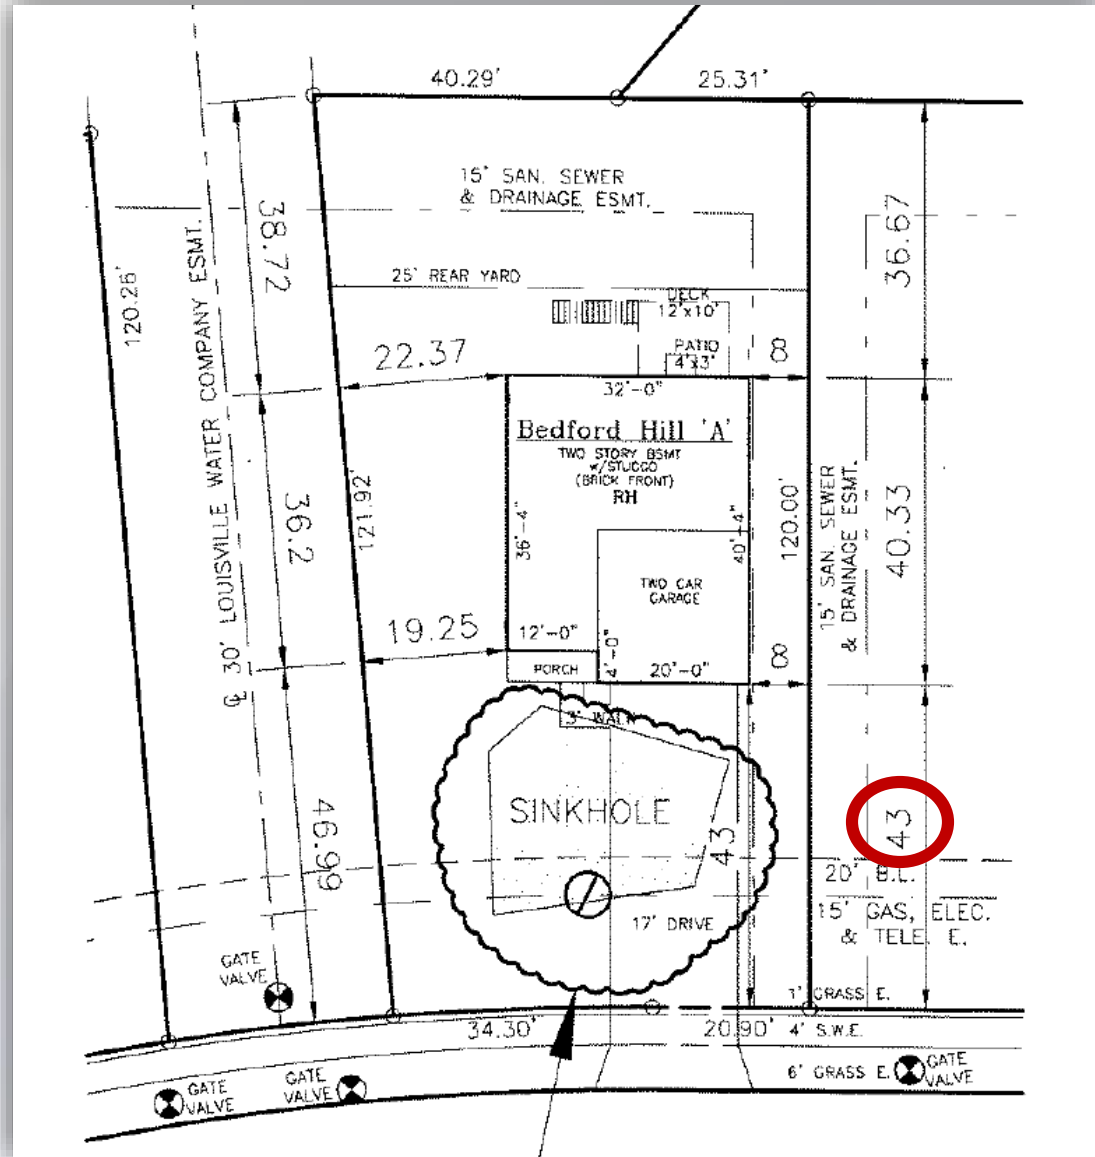 40.29'
25.31'
15' SAN. SEWER
& DRAINAGE ESMT.
38.72
36.67
120.26'
℄ 30' LOUISVILLE WATER COMPANY ESMT.
25' REAR YARD
DECK
12'x10'
PATIO
4'x3'
22.37
8
32'-0"
Bedford Hill 'A'
TWO STORY BSMT
w/STUCCO
(BRICK FRONT)
RH
36.2
121.92'
36'-4"
40'-4"
120.00'
15' SAN. SEWER
& DRAINAGE ESMT.
40.33
TWO CAR
GARAGE
19.25
12'-0"
4'-0"
PORCH
20'-0"
8
3' WALK
SINKHOLE
46.99
43
43
20' B.L.
15' GAS, ELEC.
& TELE. E.
17' DRIVE
GATE
VALVE
1' GRASS E.
34.30'
20.90'
4' S.W.E.
6' GRASS E.
GATE
VALVE
GATE
VALVE
GATE
VALVE